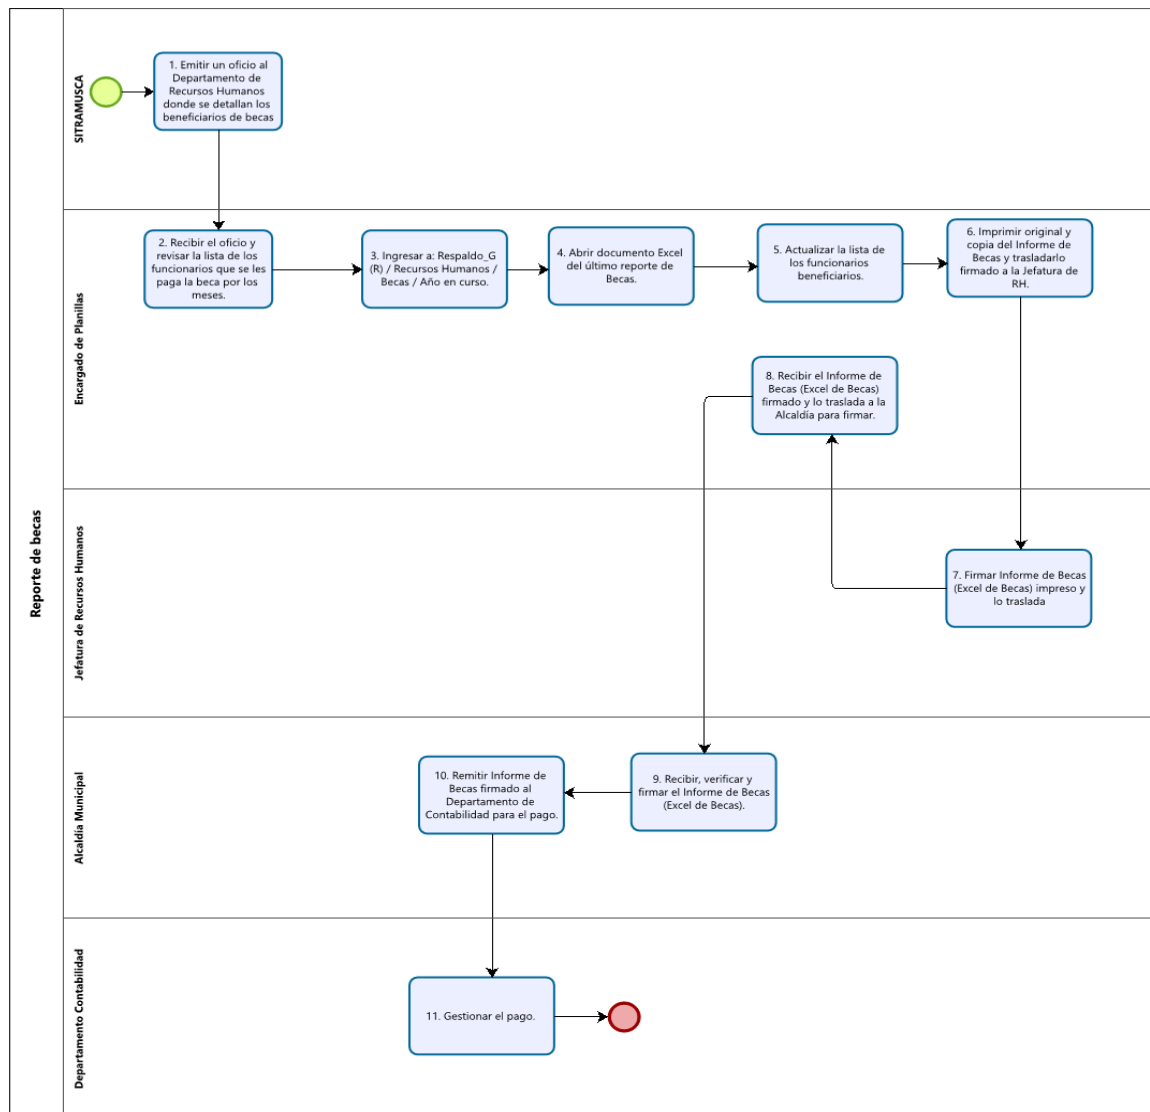 Reporte de becas
SITRAMUSCA
1. Emitir un oficio al
Departamento de
Recursos Humanos
donde se detallan los
beneficiarios de becas
Encargado de Planillas
2. Recibir el oficio y
revisar la lista de los
funcionarios que se les
paga la beca por los
meses.
3. Ingresar a: Respaldo_G
(R) / Recursos Humanos /
Becas / Año en curso.
4. Abrir documento Excel
del último reporte de
Becas.
5. Actualizar la lista de
los funcionarios
beneficiarios.
6. Imprimir original y
copia del Informe de
Becas y trasladarlo
firmado a la Jefatura de
RH.
8. Recibir el Informe de
Becas (Excel de Becas)
firmado y lo traslada a la
Alcaldía para firmar.
Jefatura de Recursos Humanos
7. Firmar Informe de Becas
(Excel de Becas) impreso y
lo traslada
Alcaldía Municipal
10. Remitir Informe de
Becas firmado al
Departamento de
Contabilidad para el pago.
9. Recibir, verificar y
firmar el Informe de Becas
(Excel de Becas).
Departamento Contabilidad
11. Gestionar el pago.